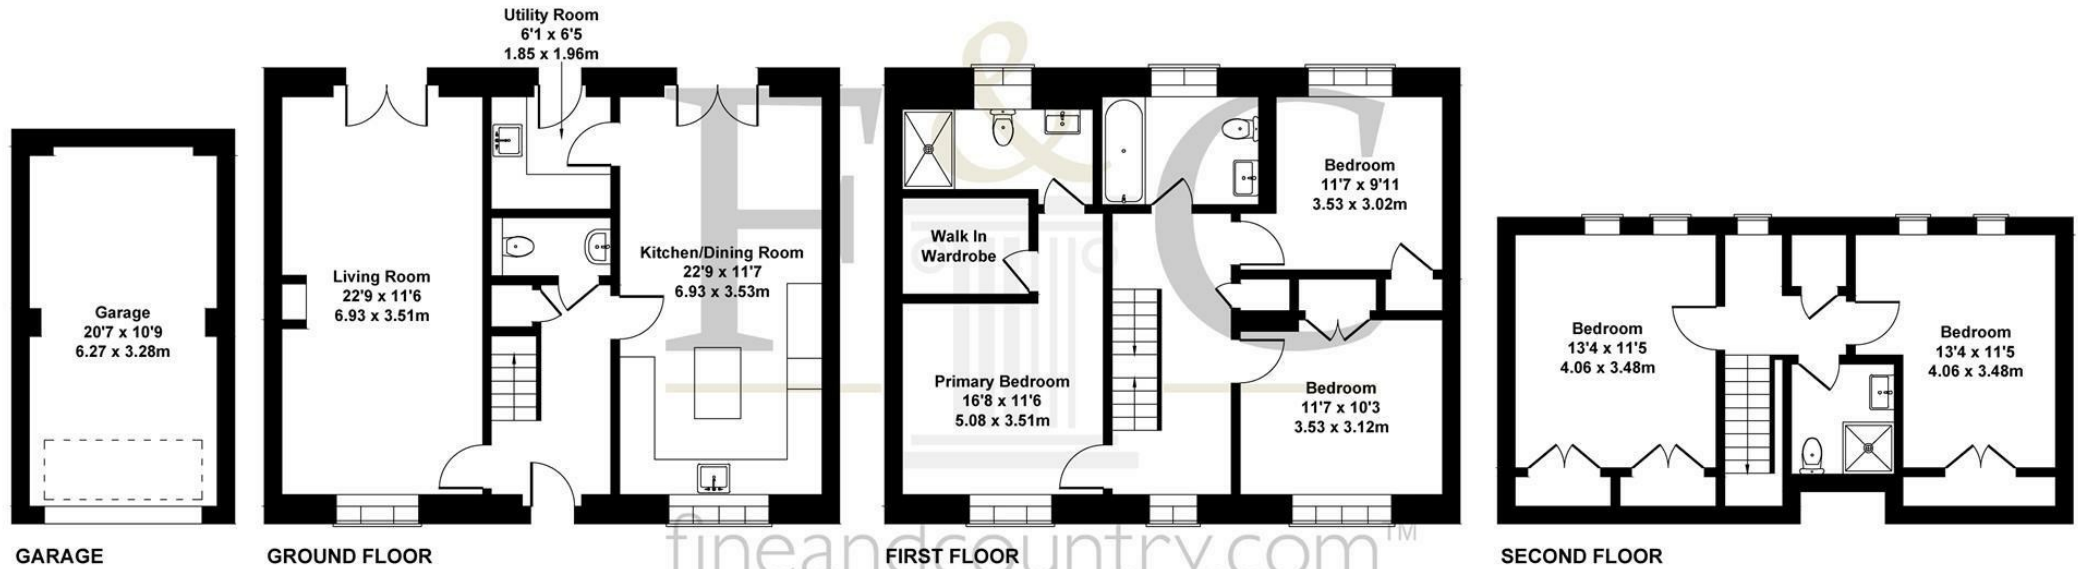 Utility Room
6'1 x 6'5
1.85 x 1.96m
Garage
20'7 x 10'9
6.27 x 3.28m
Living Room
22'9 x 11'6
6.93 x 3.51m
Kitchen/Dining Room
22'9 x 11'7
6.93 x 3.53m
Walk In
Wardrobe
Primary Bedroom
16'8 x 11'6
5.08 x 3.51m
Bedroom
11'7 x 9'11
3.53 x 3.02m
Bedroom
11'7 x 10'3
3.53 x 3.12m
Bedroom
13'4 x 11'5
4.06 x 3.48m
Bedroom
13'4 x 11'5
4.06 x 3.48m
F&C
fineandcountry.com™
GARAGE
GROUND FLOOR
FIRST FLOOR
SECOND FLOOR